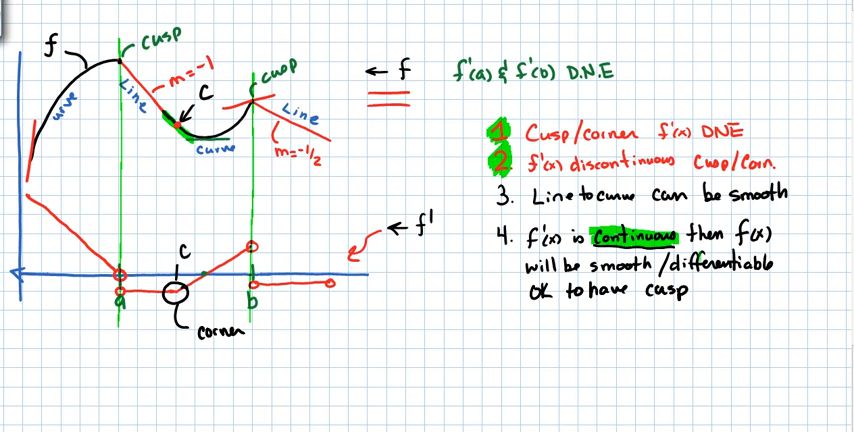 f
cusp
m=-1
Line
urve
c
cusp
Line
curve
m=-1/2
← f
f'(a) & f'(b) D.N.E
1 Cusp/corner f'(x) DNE
2 f'(x) discontinuous Cusp/Corn.
3. Line to curve can be smooth
4. f'(x) is continuous then f(x)
will be smooth/differentiable
OK to have cusp
← f'
c
a
b
corner